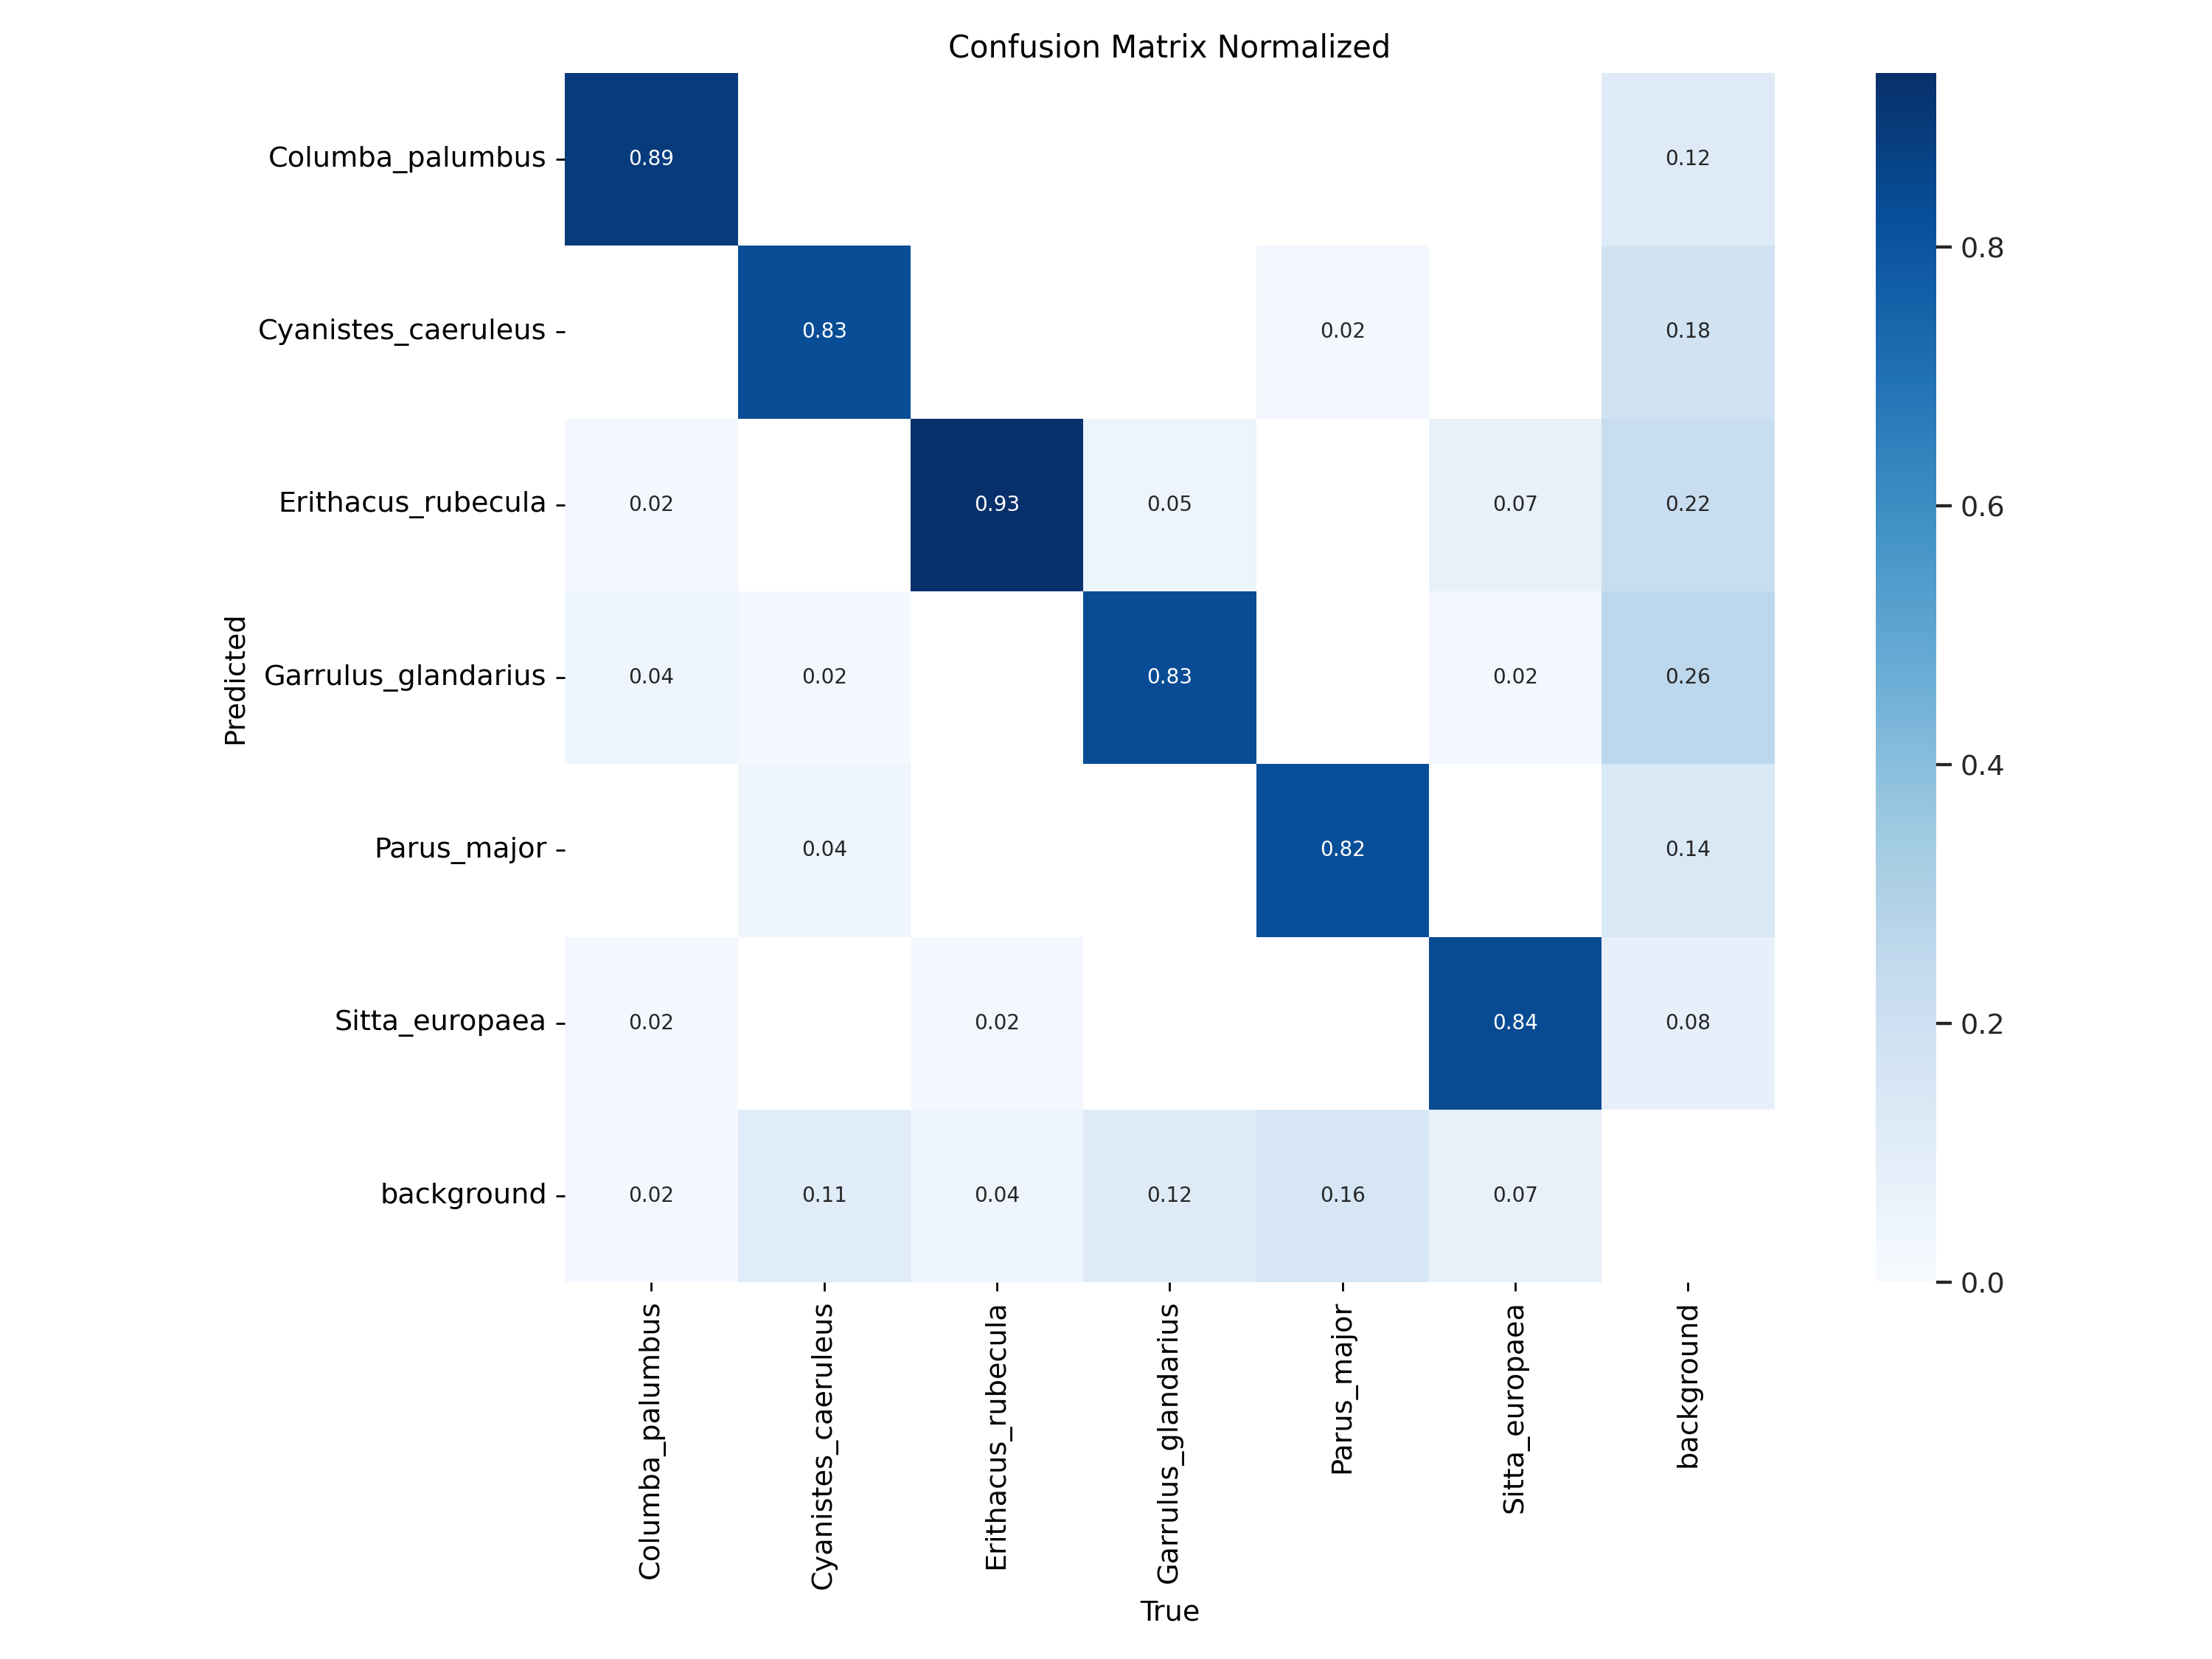 Confusion Matrix Normalized
Columba_palumbus 0.89 0.12
Cyanistes_caeruleus 0.83 0.02 0.18
Erithacus_rubecula 0.02 0.93 0.05 0.07 0.22
Garrulus_glandarius 0.04 0.02 0.83 0.02 0.26
Parus_major 0.04 0.82 0.14
Sitta_europaea 0.02 0.02 0.84 0.08
background 0.02 0.11 0.04 0.12 0.16 0.07
Predicted
Columba_palumbus
Cyanistes_caeruleus
Erithacus_rubecula
Garrulus_glandarius
Parus_major
Sitta_europaea
background
True
0.8
0.6
0.4
0.2
0.0